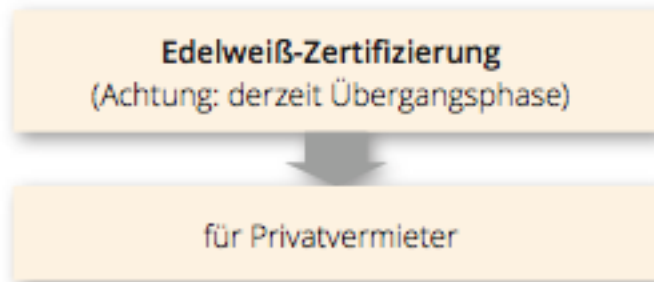 Edelweiß-Zertifizierung
(Achtung: derzeit Übergangsphase)
für Privatvermieter